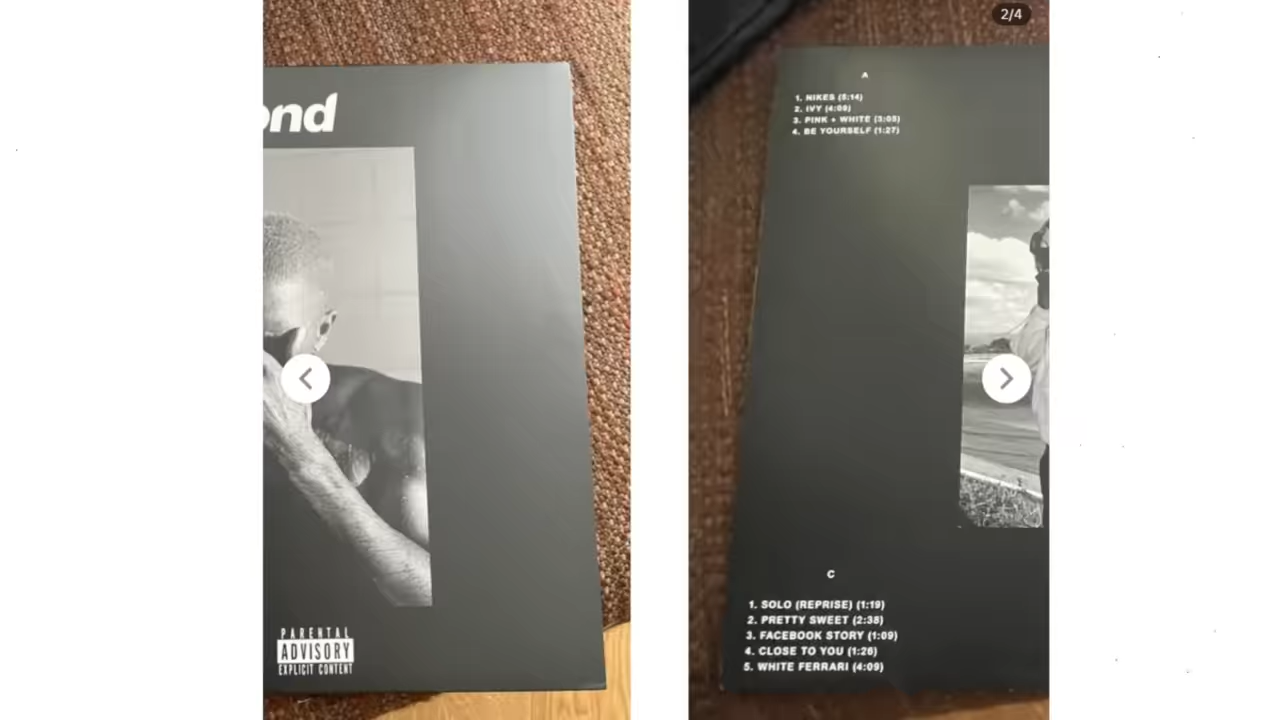 ond
PARENTAL
ADVISORY
EXPLICIT CONTENT
2/4
A
1. NIKES (5:14)
2. IVY (4:09)
3. PINK + WHITE (3:05)
4. BE YOURSELF (1:27)
C
1. SOLO (REPRISE) (1:19)
2. PRETTY SWEET (2:38)
3. FACEBOOK STORY (1:09)
4. CLOSE TO YOU (1:26)
5. WHITE FERRARI (4:09)